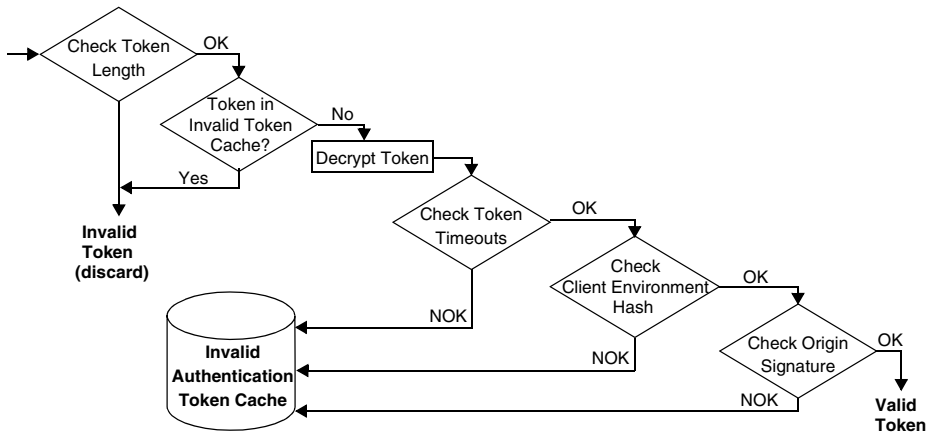 Check Token
Length
OK
Token in
Invalid Token
Cache?
No
Yes
Decrypt Token
Invalid
Token
(discard)
Check Token
Timeouts
OK
NOK
Check
Client Environment
Hash
OK
NOK
Check Origin
Signature
OK
NOK
Valid
Token
Invalid
Authentication
Token Cache